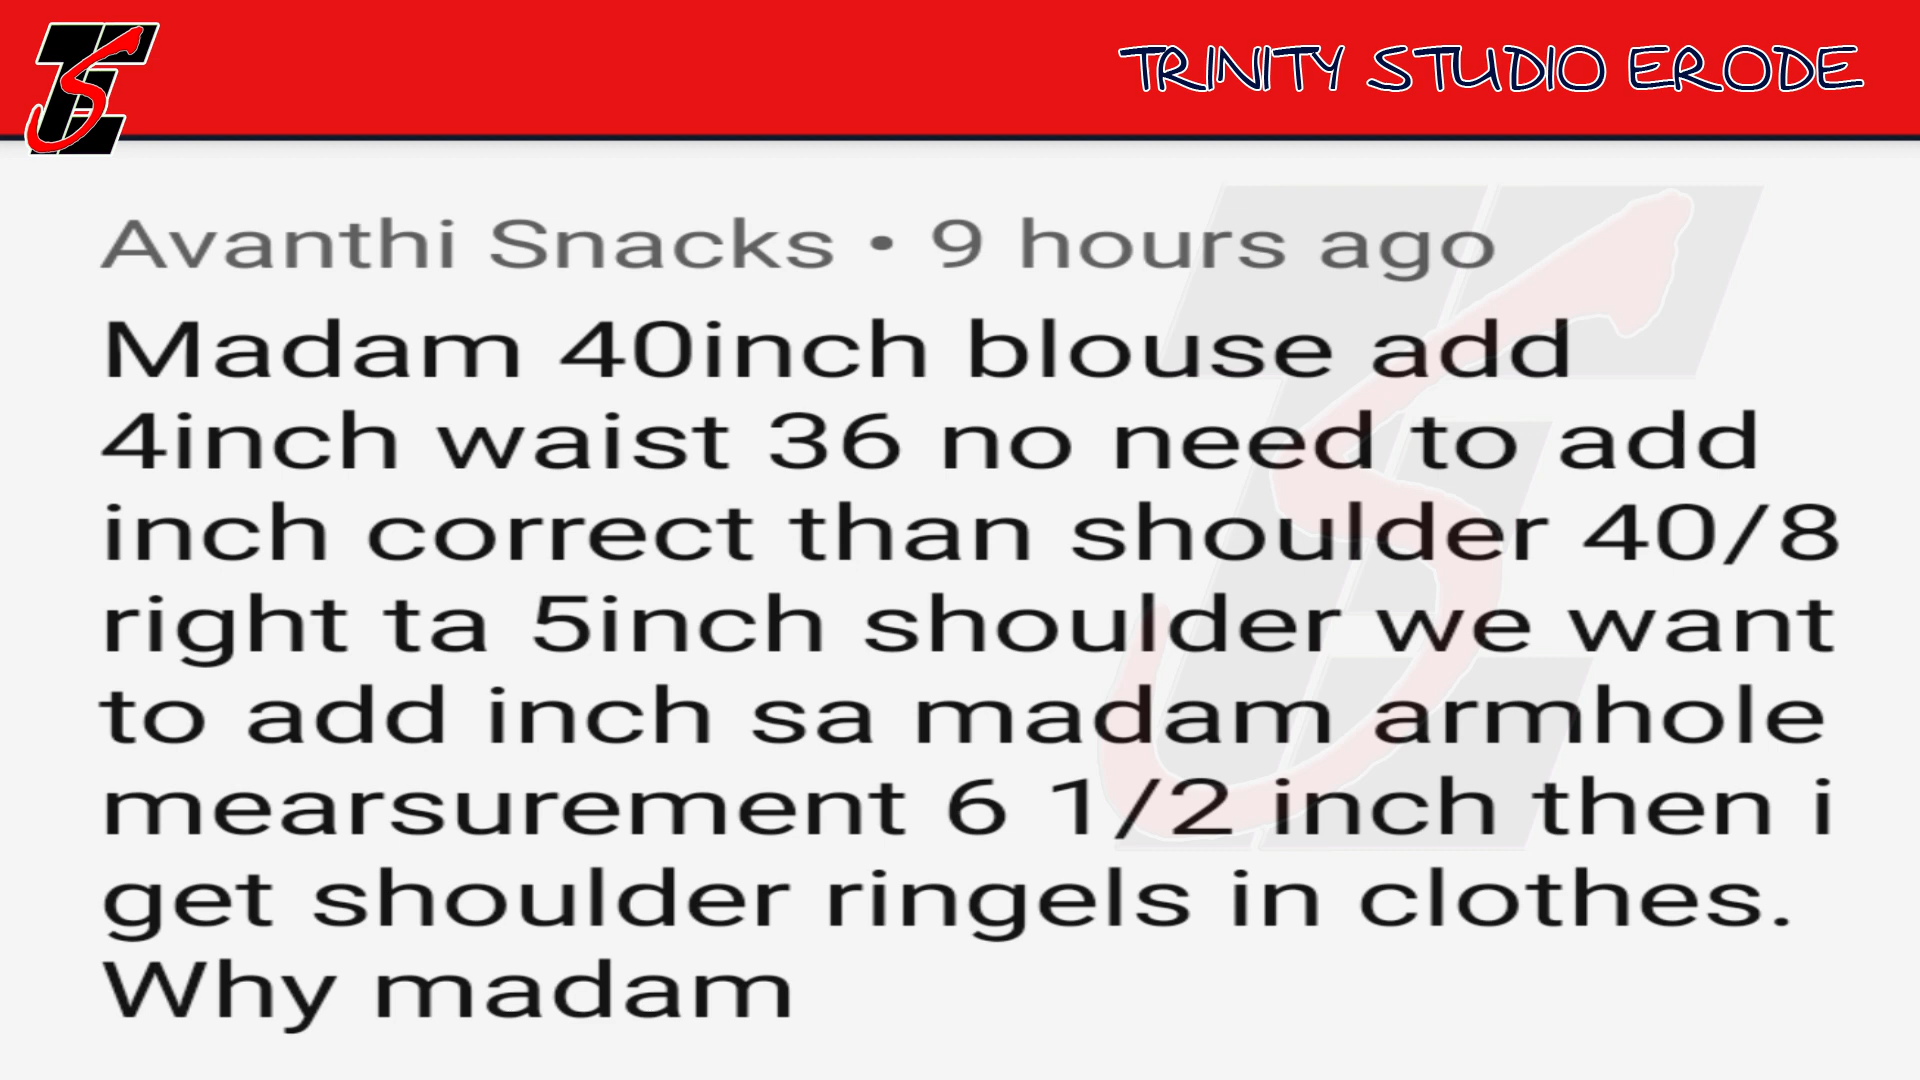 TRINITY STUDIO ERODE
Avanthi Snacks • 9 hours ago
Madam 40inch blouse add
4inch waist 36 no need to add
inch correct than shoulder 40/8
right ta 5inch shoulder we want
to add inch sa madam armhole
mearsurement 6 1/2 inch then i
get shoulder ringels in clothes.
Why madam